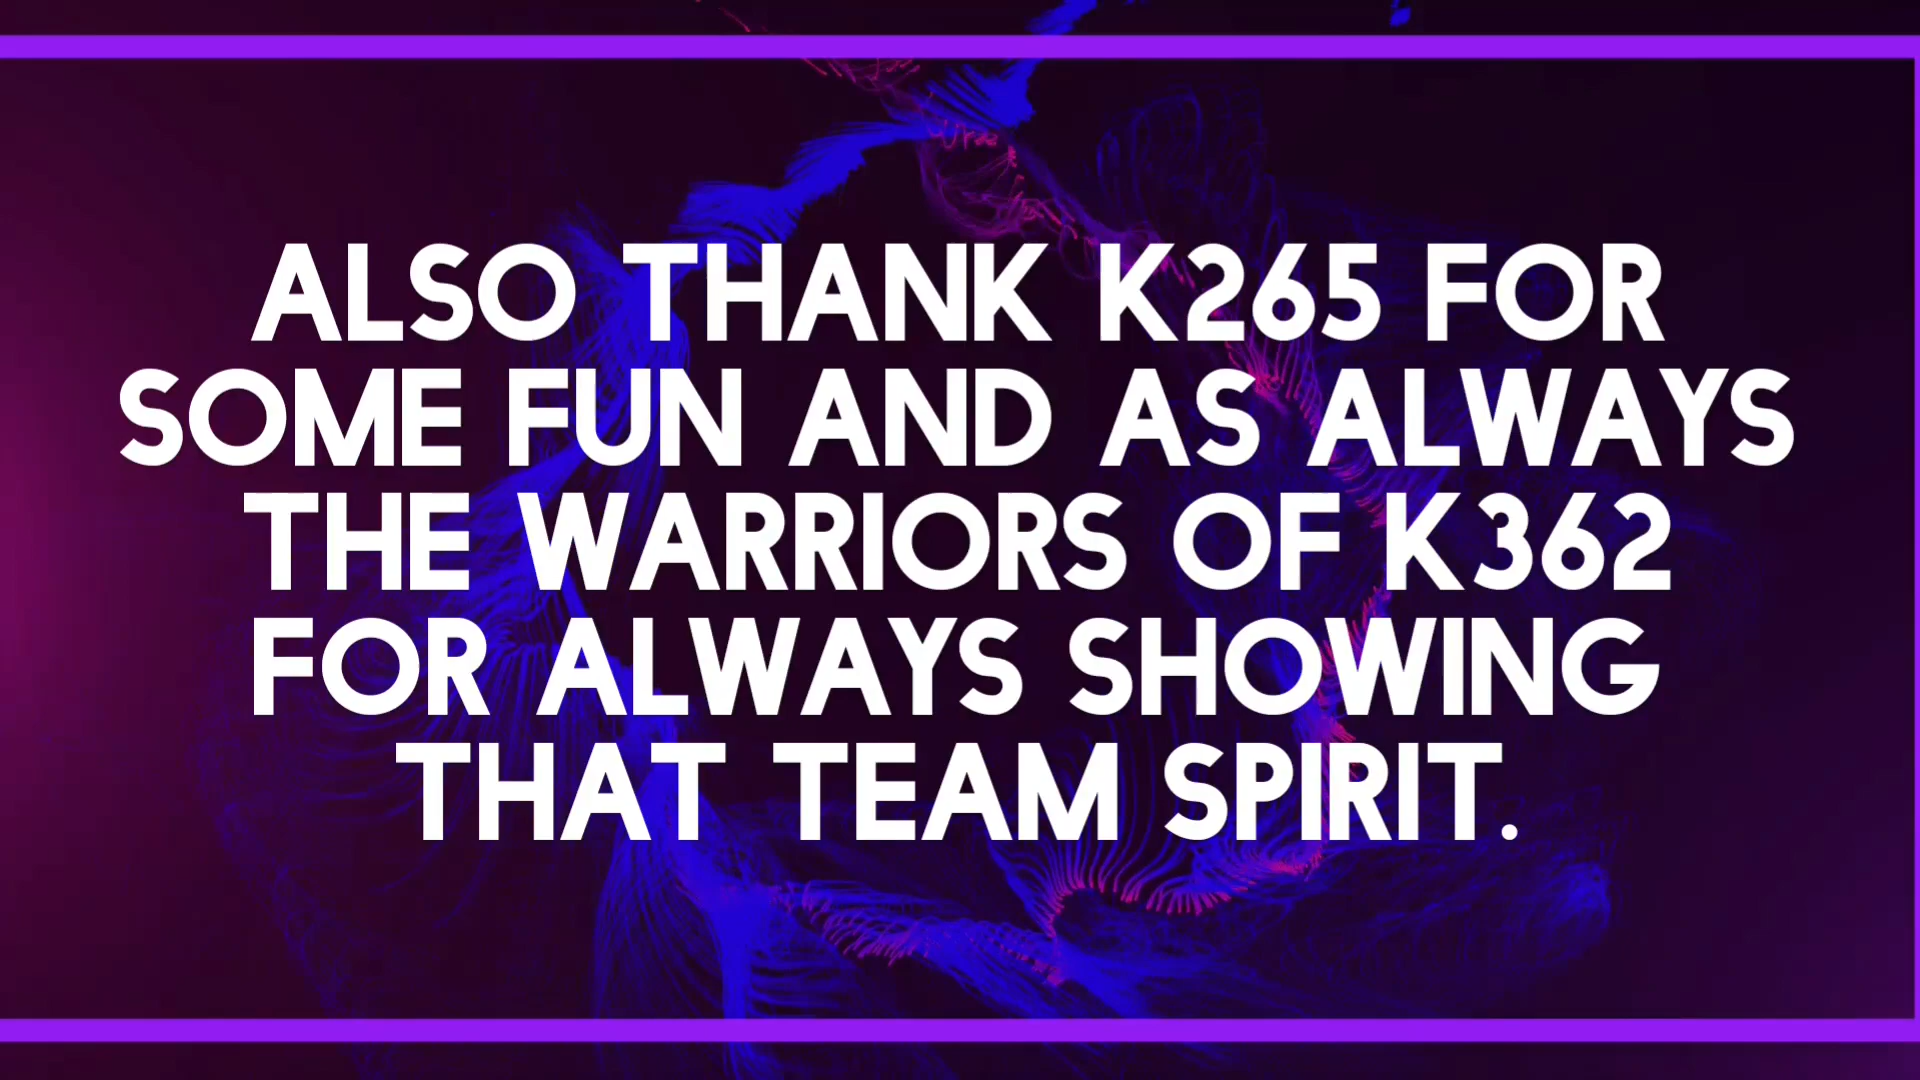 ALSO THANK K265 FOR
SOME FUN AND AS ALWAYS
THE WARRIORS OF K362
FOR ALWAYS SHOWING
THAT TEAM SPIRIT.